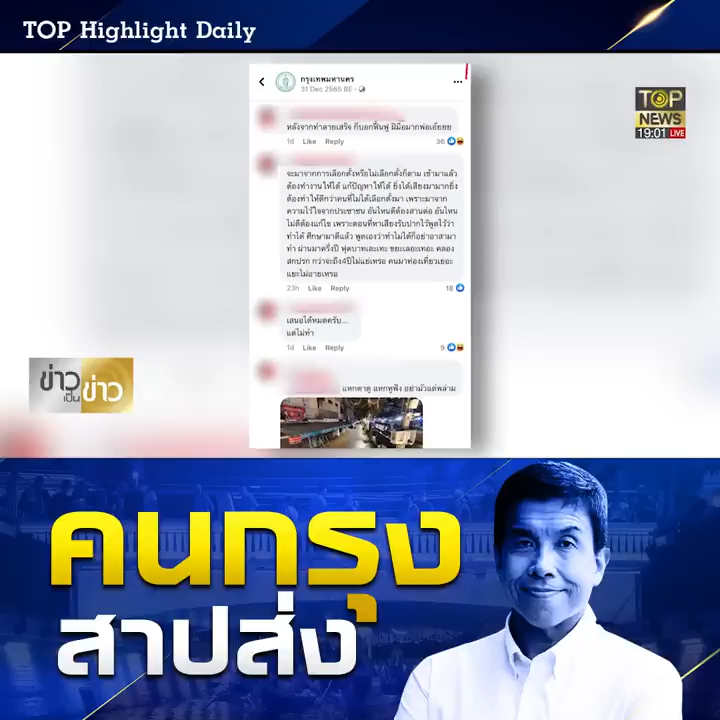 TOP Highlight Daily
กรุงเทพมหานคร
31 Dec 2565 BE
TOP
NEWS
19:01 LIVE
หลังจากทำลายเสร็จ ก็บอกฟื้นฟู ฝีมือมากพ่อเอ้ยยย
1d Like Reply 36
จะมาจากการเลือกตั้งหรือไม่เลือกตั้งก็ตาม เข้ามาแล้ว
ต้องทำงานให้ได้ แก้ปัญหาให้ได้ ยิ่งได้เสียงมามากยิ่ง
ต้องทำให้ดีกว่าคนที่ไม่ได้เลือกตั้งมา เพราะมาจาก
ความไว้ใจจากประชาชน อันไหนดีต้องสานต่อ อันไหน
ไม่ดีต้องแก้ไข เพราะตอนที่หาเสียงรับปากไว้พูดไว้ว่า
ทำได้ ศึกษามาดีแล้ว พูดเองว่าทำไม่ได้ก็อย่าอาสามา
ทำ ผ่านมาครึ่งปี ฟุตบาทเละเทะ ขยะเลอะเทอะ คลอง
สกปรก กว่าจะถึง4ปีไม่แย่เหรอ คนมาท่องเที่ยวเยอะ
แยะไม่อายเหรอ
23h Like Reply 18
เสนอได้หมดครับ...
แต่ไม่ทำ
1d Like Reply 9
แหกตาดู แหกหูฟัง อย่ามัวแต่พล่าม
ข่าว
เป็น
ข่าว
คนกรุง
สาปส่ง